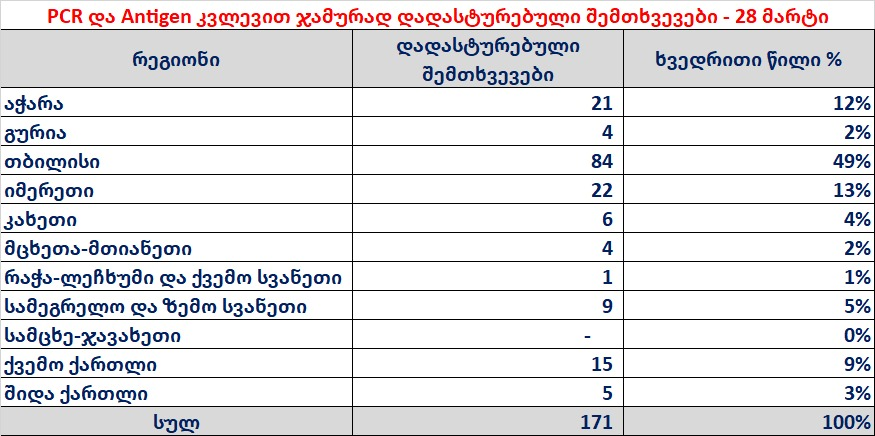 PCR და Antigen კვლევით ჯამურად დადასტურებული შემთხვევები - 28 მარტი
რეგიონი დადასტურებული შემთხვევები ხვედრითი წილი %
აჭარა 21 12%
გურია 4 2%
თბილისი 84 49%
იმერეთი 22 13%
კახეთი 6 4%
მცხეთა-მთიანეთი 4 2%
რაჭა-ლეჩხუმი და ქვემო სვანეთი 1 1%
სამეგრელო და ზემო სვანეთი 9 5%
სამცხე-ჯავახეთი - 0%
ქვემო ქართლი 15 9%
შიდა ქართლი 5 3%
სულ 171 100%